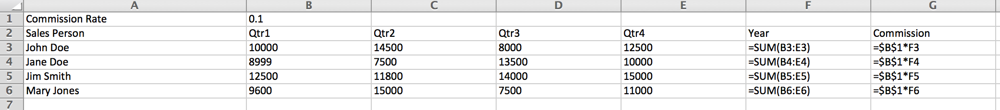 A B C D E F G
1 Commission Rate 0.1
2 Sales Person Qtr1 Qtr2 Qtr3 Qtr4 Year Commission
3 John Doe 10000 14500 8000 12500 =SUM(B3:E3) =$B$1*F3
4 Jane Doe 8999 7500 13500 10000 =SUM(B4:E4) =$B$1*F4
5 Jim Smith 12500 11800 14000 15000 =SUM(B5:E5) =$B$1*F5
6 Mary Jones 9600 15000 7500 11000 =SUM(B6:E6) =$B$1*F6
7